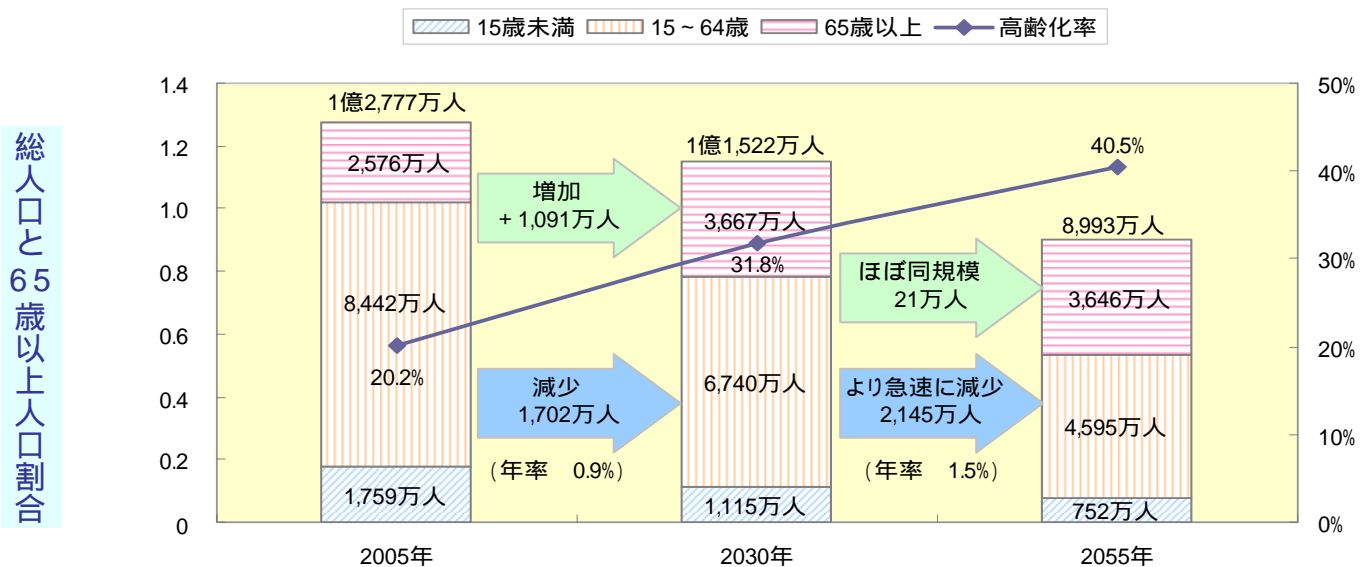 15歳未満 15～64歳 65歳以上 高齢化率
総人口と65歳以上人口割合
1.4
1.2
1.0
0.8
0.6
0.4
0.2
0
50%
40%
30%
20%
10%
0%
1億2,777万人
2,576万人
8,442万人
20.2%
1,759万人
増加
+1,091万人
減少
1,702万人
(年率 0.9%)
1億1,522万人
3,667万人
31.8%
6,740万人
1,115万人
ほぼ同規模
21万人
より急速に減少
2,145万人
(年率 1.5%)
40.5%
8,993万人
3,646万人
4,595万人
752万人
2005年 2030年 2055年